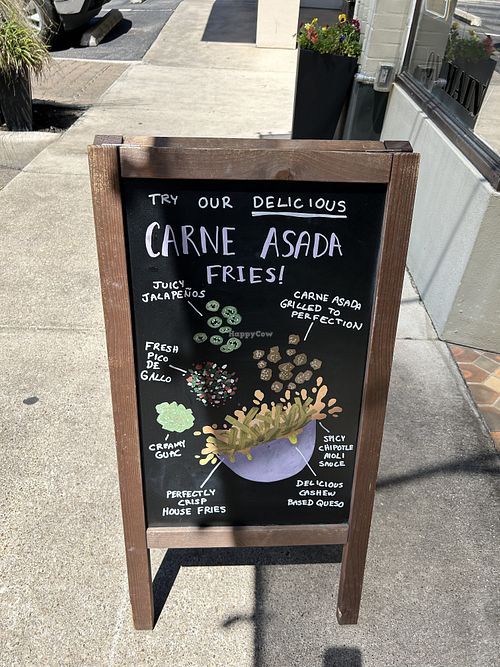 TRY OUR DELICIOUS
CARNE ASADA
FRIES!
JUICY
JALAPEÑOS
CARNE ASADA
GRILLED TO
PERFECTION
FRESH
PICO
DE
GALLO
CREAMY
GUAC
SPICY
CHIPOTLE
MOLI
SAUCE
PERFECTLY
CRISP
HOUSE FRIES
DELICIOUS
CASHEW
BASED QUESO
HappyCow